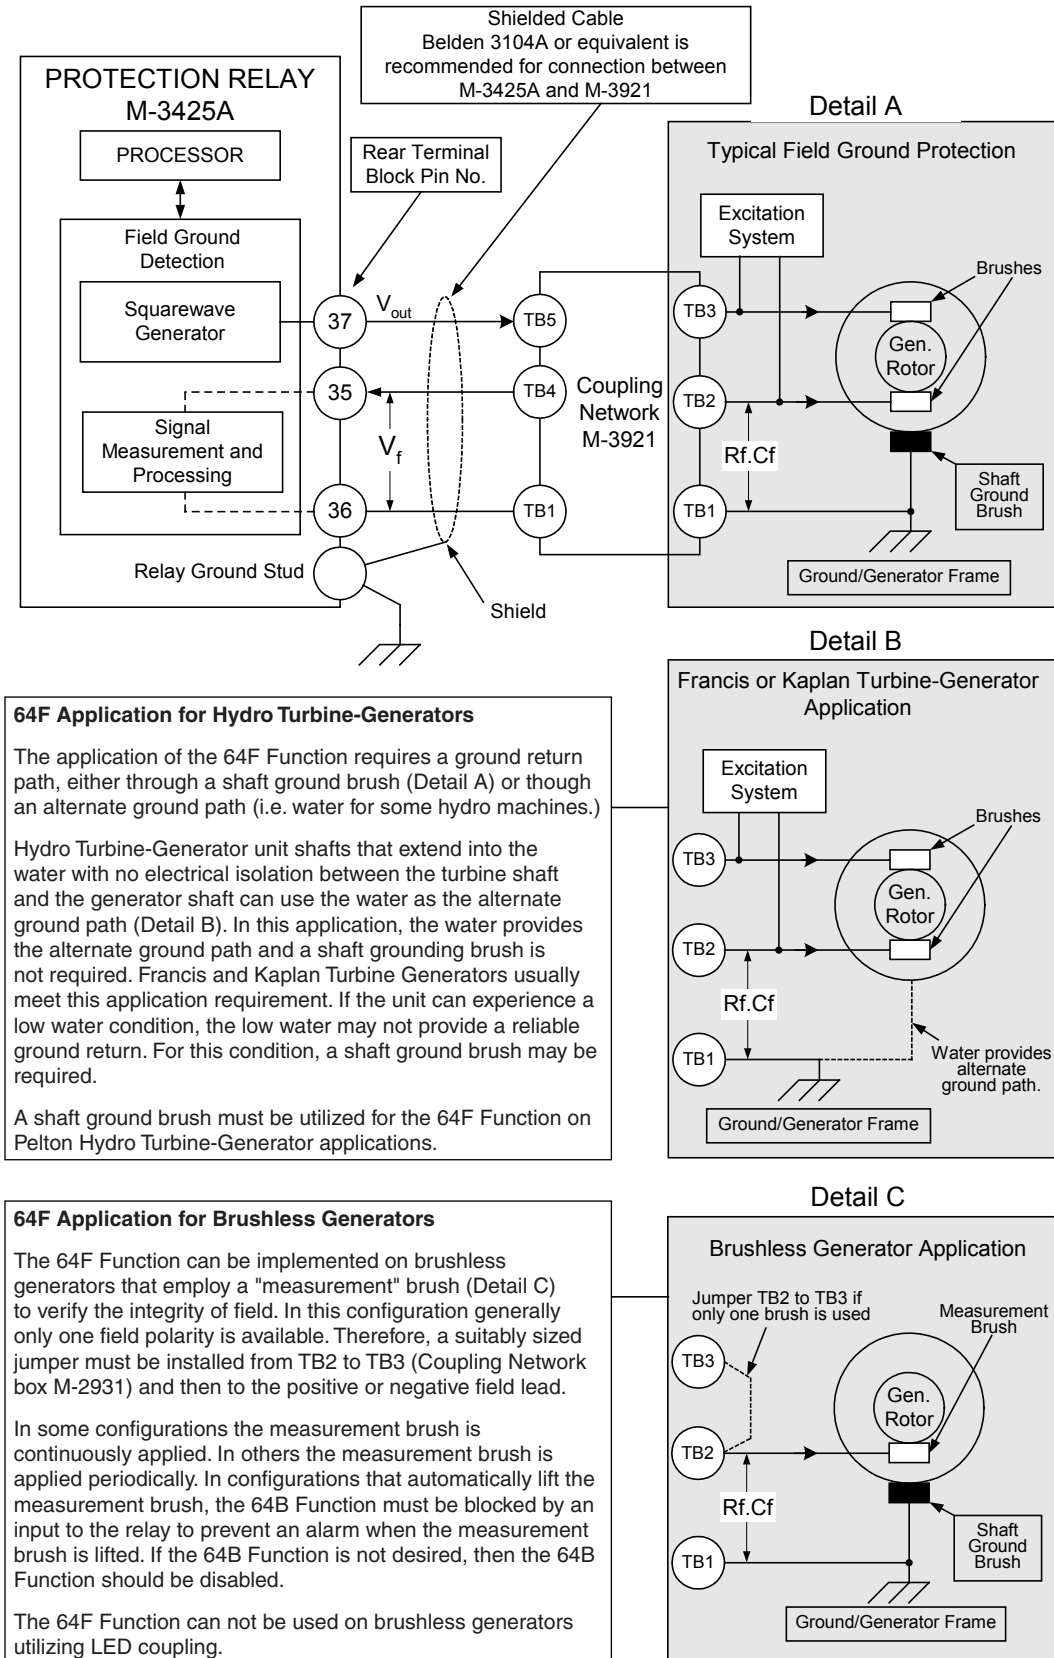 Shielded Cable
Belden 3104A or equivalent is
recommended for connection between
M-3425A and M-3921
PROTECTION RELAY
M-3425A
PROCESSOR
Rear Terminal
Block Pin No.
Field Ground
Detection
Squarewave
Generator
37
Vout
TB5
35
TB4
Signal
Measurement and
Processing
Vf
36
TB1
Coupling
Network
M-3921
Relay Ground Stud
Shield
Detail A
Typical Field Ground Protection
Excitation
System
Brushes
TB3
Gen.
Rotor
TB2
Rf.Cf
Shaft
Ground
Brush
TB1
Ground/Generator Frame
64F Application for Hydro Turbine-Generators
The application of the 64F Function requires a ground return
path, either through a shaft ground brush (Detail A) or though
an alternate ground path (i.e. water for some hydro machines.)
Hydro Turbine-Generator unit shafts that extend into the
water with no electrical isolation between the turbine shaft
and the generator shaft can use the water as the alternate
ground path (Detail B). In this application, the water provides
the alternate ground path and a shaft grounding brush is
not required. Francis and Kaplan Turbine Generators usually
meet this application requirement. If the unit can experience a
low water condition, the low water may not provide a reliable
ground return. For this condition, a shaft ground brush may be
required.
A shaft ground brush must be utilized for the 64F Function on
Pelton Hydro Turbine-Generator applications.
Detail B
Francis or Kaplan Turbine-Generator
Application
Excitation
System
Brushes
TB3
Gen.
Rotor
TB2
Rf.Cf
TB1
Water provides
alternate
ground path.
Ground/Generator Frame
64F Application for Brushless Generators
The 64F Function can be implemented on brushless
generators that employ a "measurement" brush (Detail C)
to verify the integrity of field. In this configuration generally
only one field polarity is available. Therefore, a suitably sized
jumper must be installed from TB2 to TB3 (Coupling Network
box M-2931) and then to the positive or negative field lead.
In some configurations the measurement brush is
continuously applied. In others the measurement brush is
applied periodically. In configurations that automatically lift the
measurement brush, the 64B Function must be blocked by an
input to the relay to prevent an alarm when the measurement
brush is lifted. If the 64B Function is not desired, then the 64B
Function should be disabled.
The 64F Function can not be used on brushless generators
utilizing LED coupling.
Detail C
Brushless Generator Application
Jumper TB2 to TB3 if
only one brush is used
Measurement
Brush
TB3
Gen.
Rotor
TB2
Rf.Cf
Shaft
Ground
Brush
TB1
Ground/Generator Frame